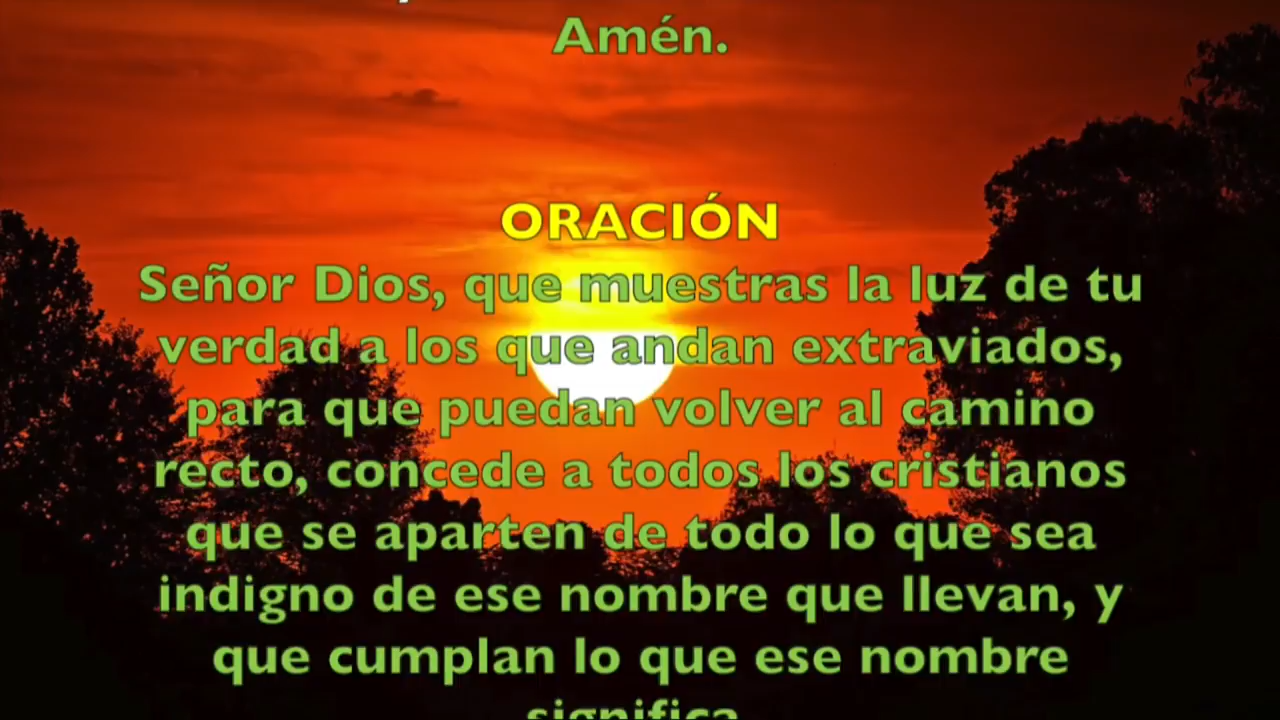 Amén.
ORACIÓN
Señor Dios, que muestras la luz de tu
verdad a los que andan extraviados,
para que puedan volver al camino
recto, concede a todos los cristianos
que se aparten de todo lo que sea
indigno de ese nombre que llevan, y
que cumplan lo que ese nombre
significa.